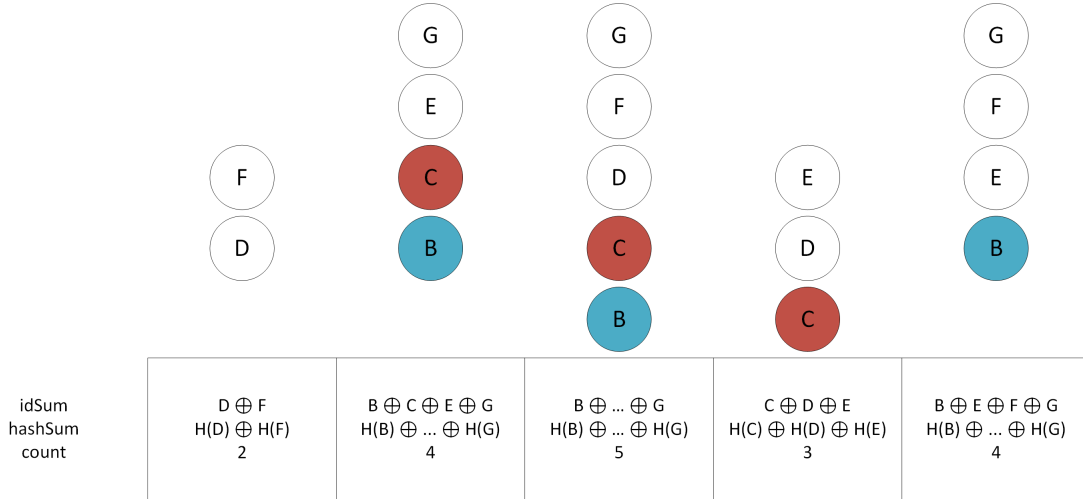 G
E
C
B
G
F
D
C
B
G
F
E
B
F
D
E
D
C
idSum
hashSum
count
D ⊕ F
H(D) ⊕ H(F)
2
B ⊕ C ⊕ E ⊕ G
H(B) ⊕ ... ⊕ H(G)
4
B ⊕ ... ⊕ G
H(B) ⊕ ... ⊕ H(G)
5
C ⊕ D ⊕ E
H(C) ⊕ H(D) ⊕ H(E)
3
B ⊕ E ⊕ F ⊕ G
H(B) ⊕ ... ⊕ H(G)
4